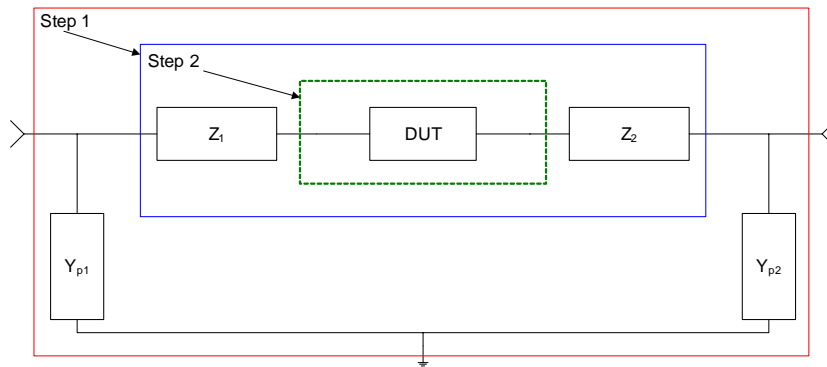 Step 1
Step 2
Z₁
DUT
Z₂
Yₚ₁
Yₚ₂